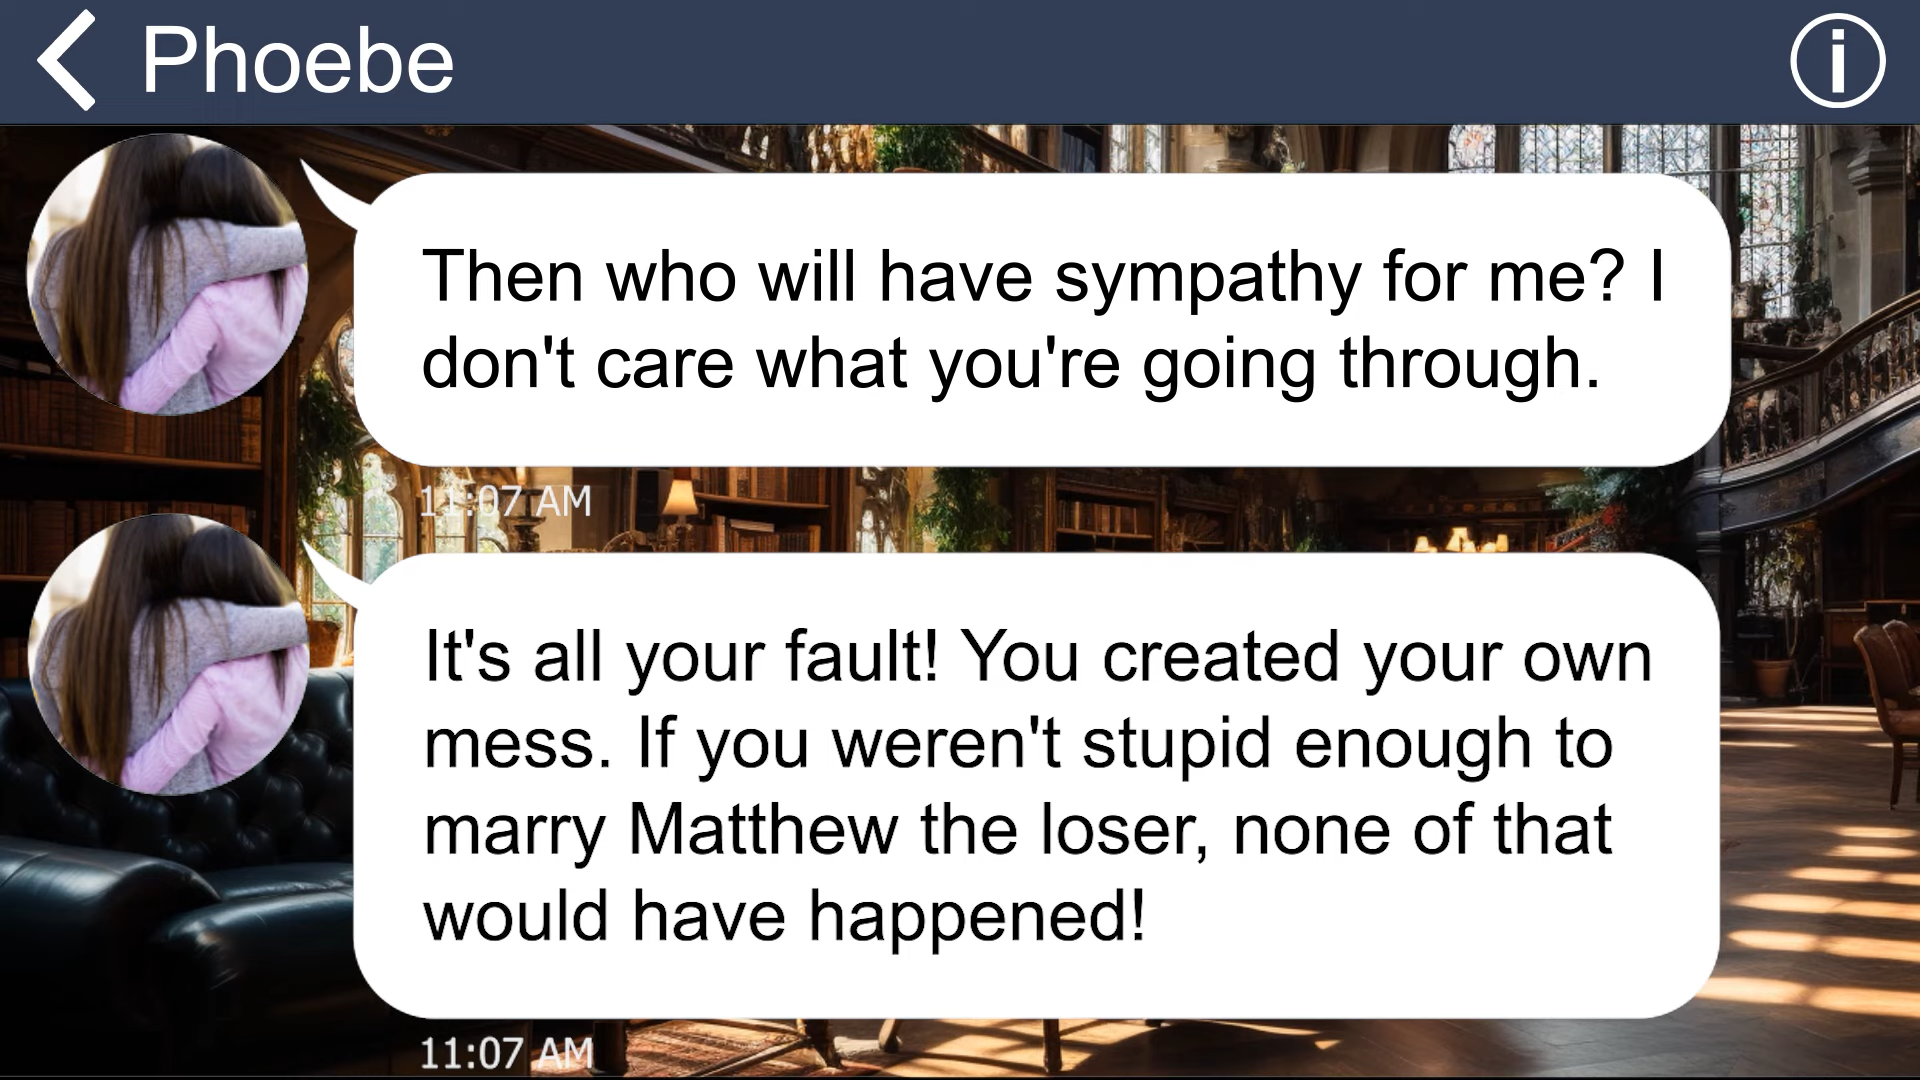 Phoebe
Then who will have sympathy for me? I
don't care what you're going through.
11:07 AM
It's all your fault! You created your own
mess. If you weren't stupid enough to
marry Matthew the loser, none of that
would have happened!
11:07 AM